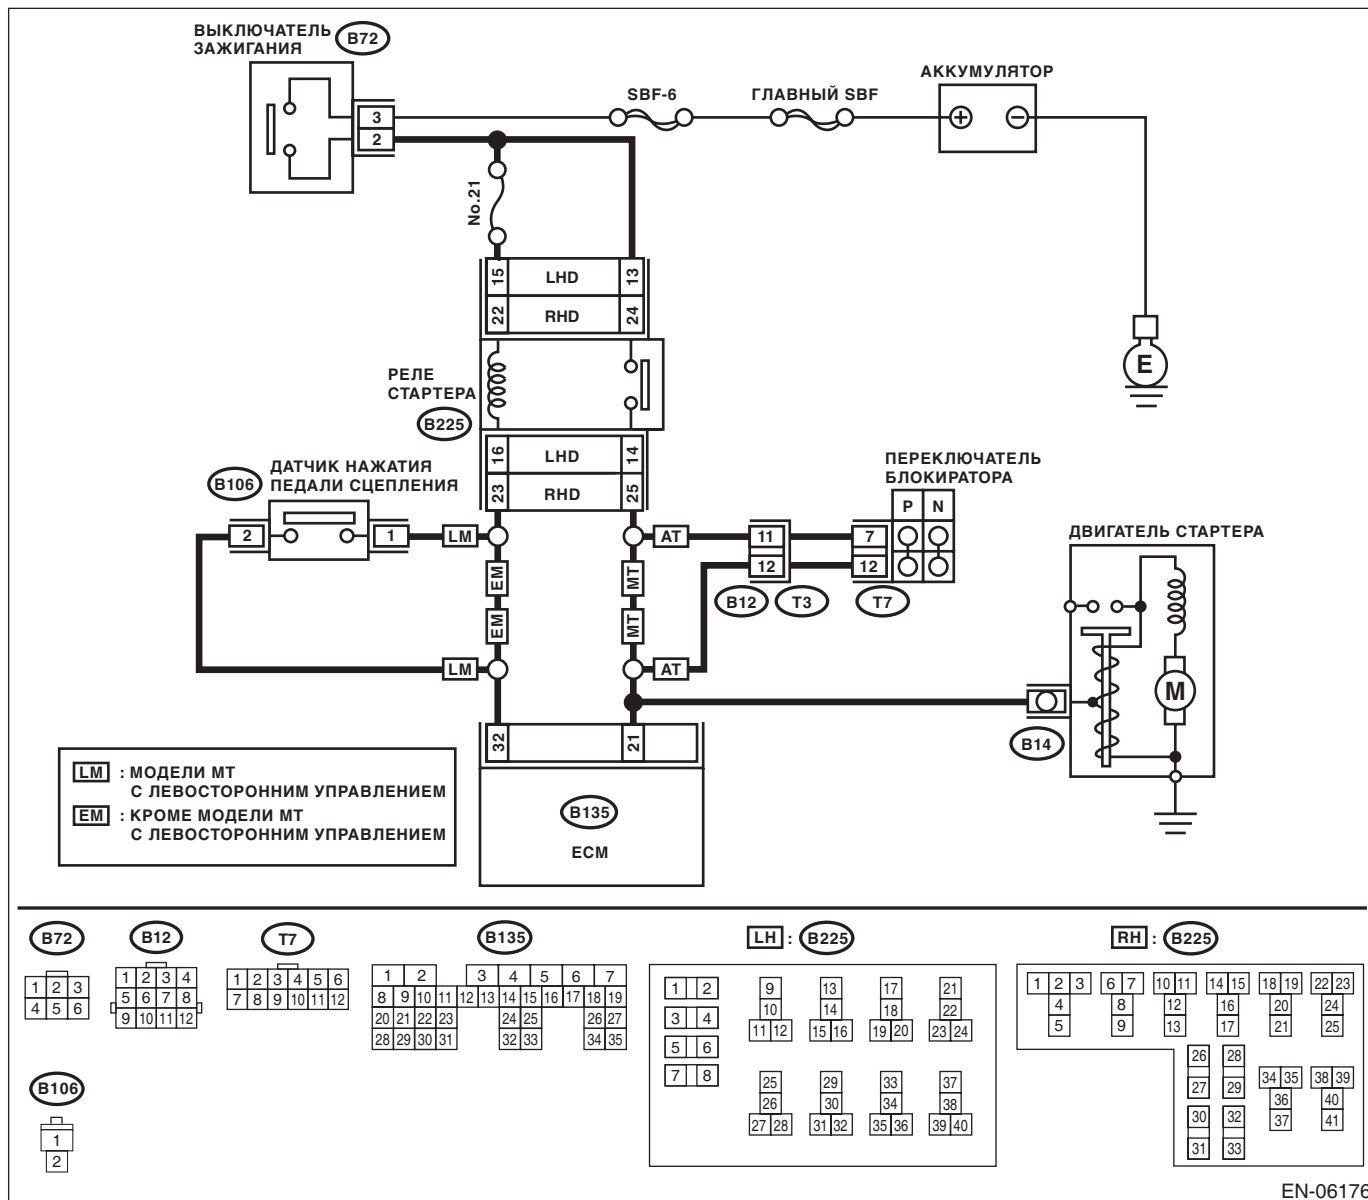 ВЫКЛЮЧАТЕЛЬ
ЗАЖИГАНИЯ
B72
3
2
SBF-6
ГЛАВНЫЙ SBF
АККУМУЛЯТОР
+
−
No.21
E
15 LHD 13
22 RHD 24
РЕЛЕ
СТАРТЕРА
B225
16 LHD 14
23 RHD 25
B106
ДАТЧИК НАЖАТИЯ
ПЕДАЛИ СЦЕПЛЕНИЯ
2 1
LM
EM
EM
LM
MT
MT
AT
AT
11
12
B12
T3
7
12
T7
ПЕРЕКЛЮЧАТЕЛЬ
БЛОКИРАТОРА
P N
ДВИГАТЕЛЬ СТАРТЕРА
M
B14
32 21
B135
ECM
LM : МОДЕЛИ МТ
С ЛЕВОСТОРОННИМ УПРАВЛЕНИЕМ
EM : КРОМЕ МОДЕЛИ МТ
С ЛЕВОСТОРОННИМ УПРАВЛЕНИЕМ
B72
1 2 3
4 5 6
B12
1 2 3 4
5 6 7 8
9 10 11 12
T7
1 2 3 4 5 6
7 8 9 10 11 12
B135
1 2 3 4 5 6 7
8 9 10 11 12 13 14 15 16 17 18 19
20 21 22 23 24 25 26 27
28 29 30 31 32 33 34 35
B106
1
2
LH : B225
1 2
3 4
5 6
7 8
9
10
11 12
13
14
15 16
17
18
19 20
21
22
23 24
25
26
27 28
29
30
31 32
33
34
35 36
37
38
39 40
RH : B225
1 2 3
4
5
6 7
8
9
10 11
12
13
14 15
16
17
18 19
20
21
22 23
24
25
26
27
28
29
30
31
32
33
34 35
36
37
38 39
40
41
EN-06176